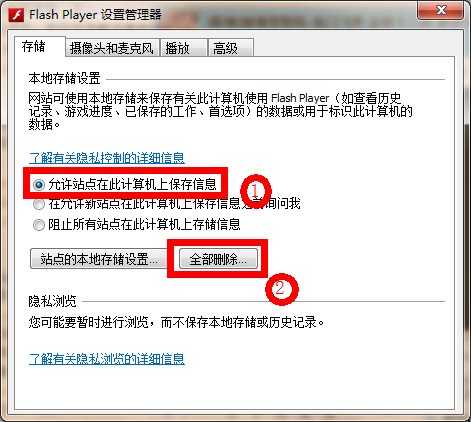 Flash Player 设置管理器
存储 摄像头和麦克风 播放 高级
本地存储设置
网站可使用本地存储来保存有关此计算机使用 Flash Player（如查看历史
记录、游戏进度、已保存的工作、首选项）的数据或用于标识此计算机的
数据。
了解有关隐私控制的详细信息
允许站点在此计算机上保存信息
1
在允许新站点在此计算机上保存信息之前询问我
阻止所有站点在此计算机上存储信息
站点的本地存储设置... 全部删除...
2
隐私浏览
您可能要暂时进行浏览，而不保存本地存储或历史记录。
了解有关隐私浏览的详细信息